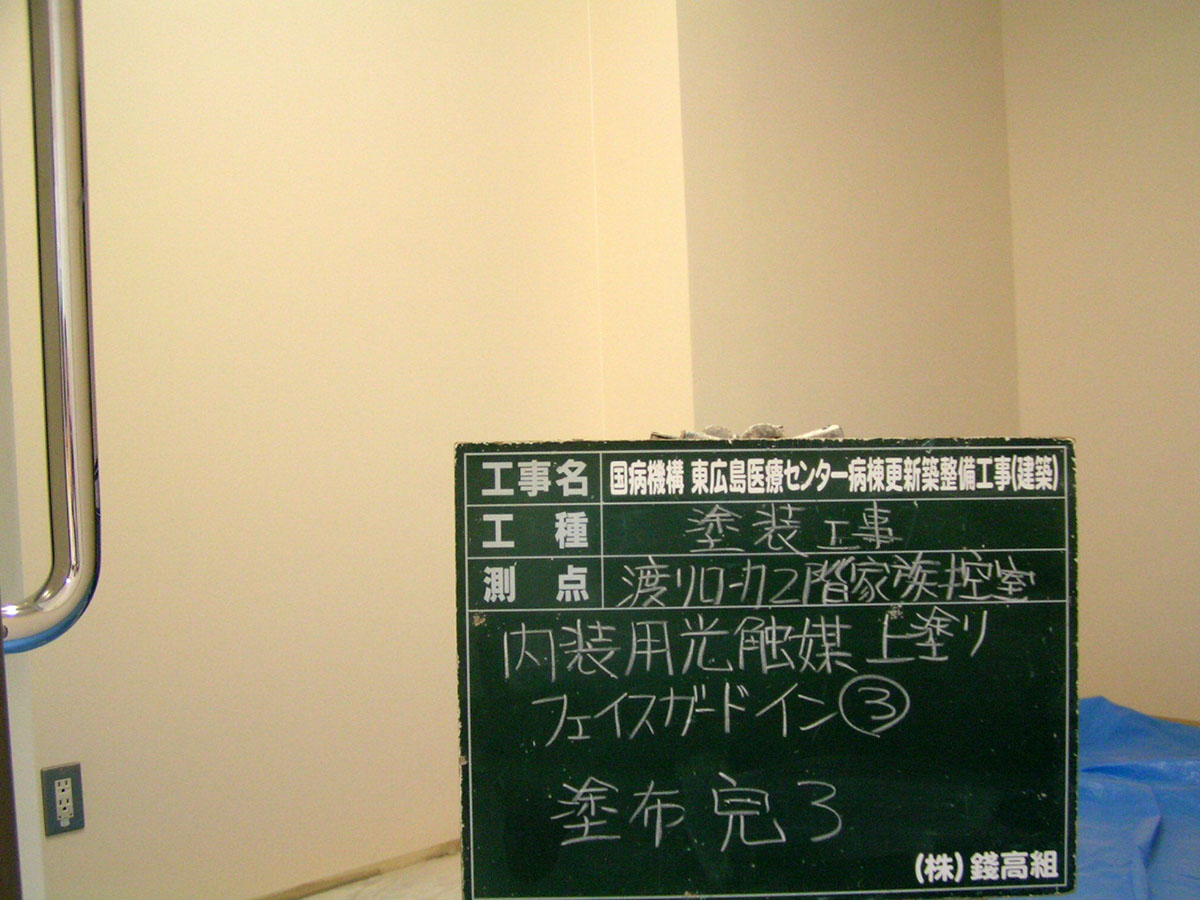 工事名 国病機構 東広島医療センター病棟更新築整備工事(建築)
工種 塗装工事
測点 渡りローカ2階家族控室
内装用光触媒上塗り
フェイスガードイン③
塗布完了
(株)錢高組